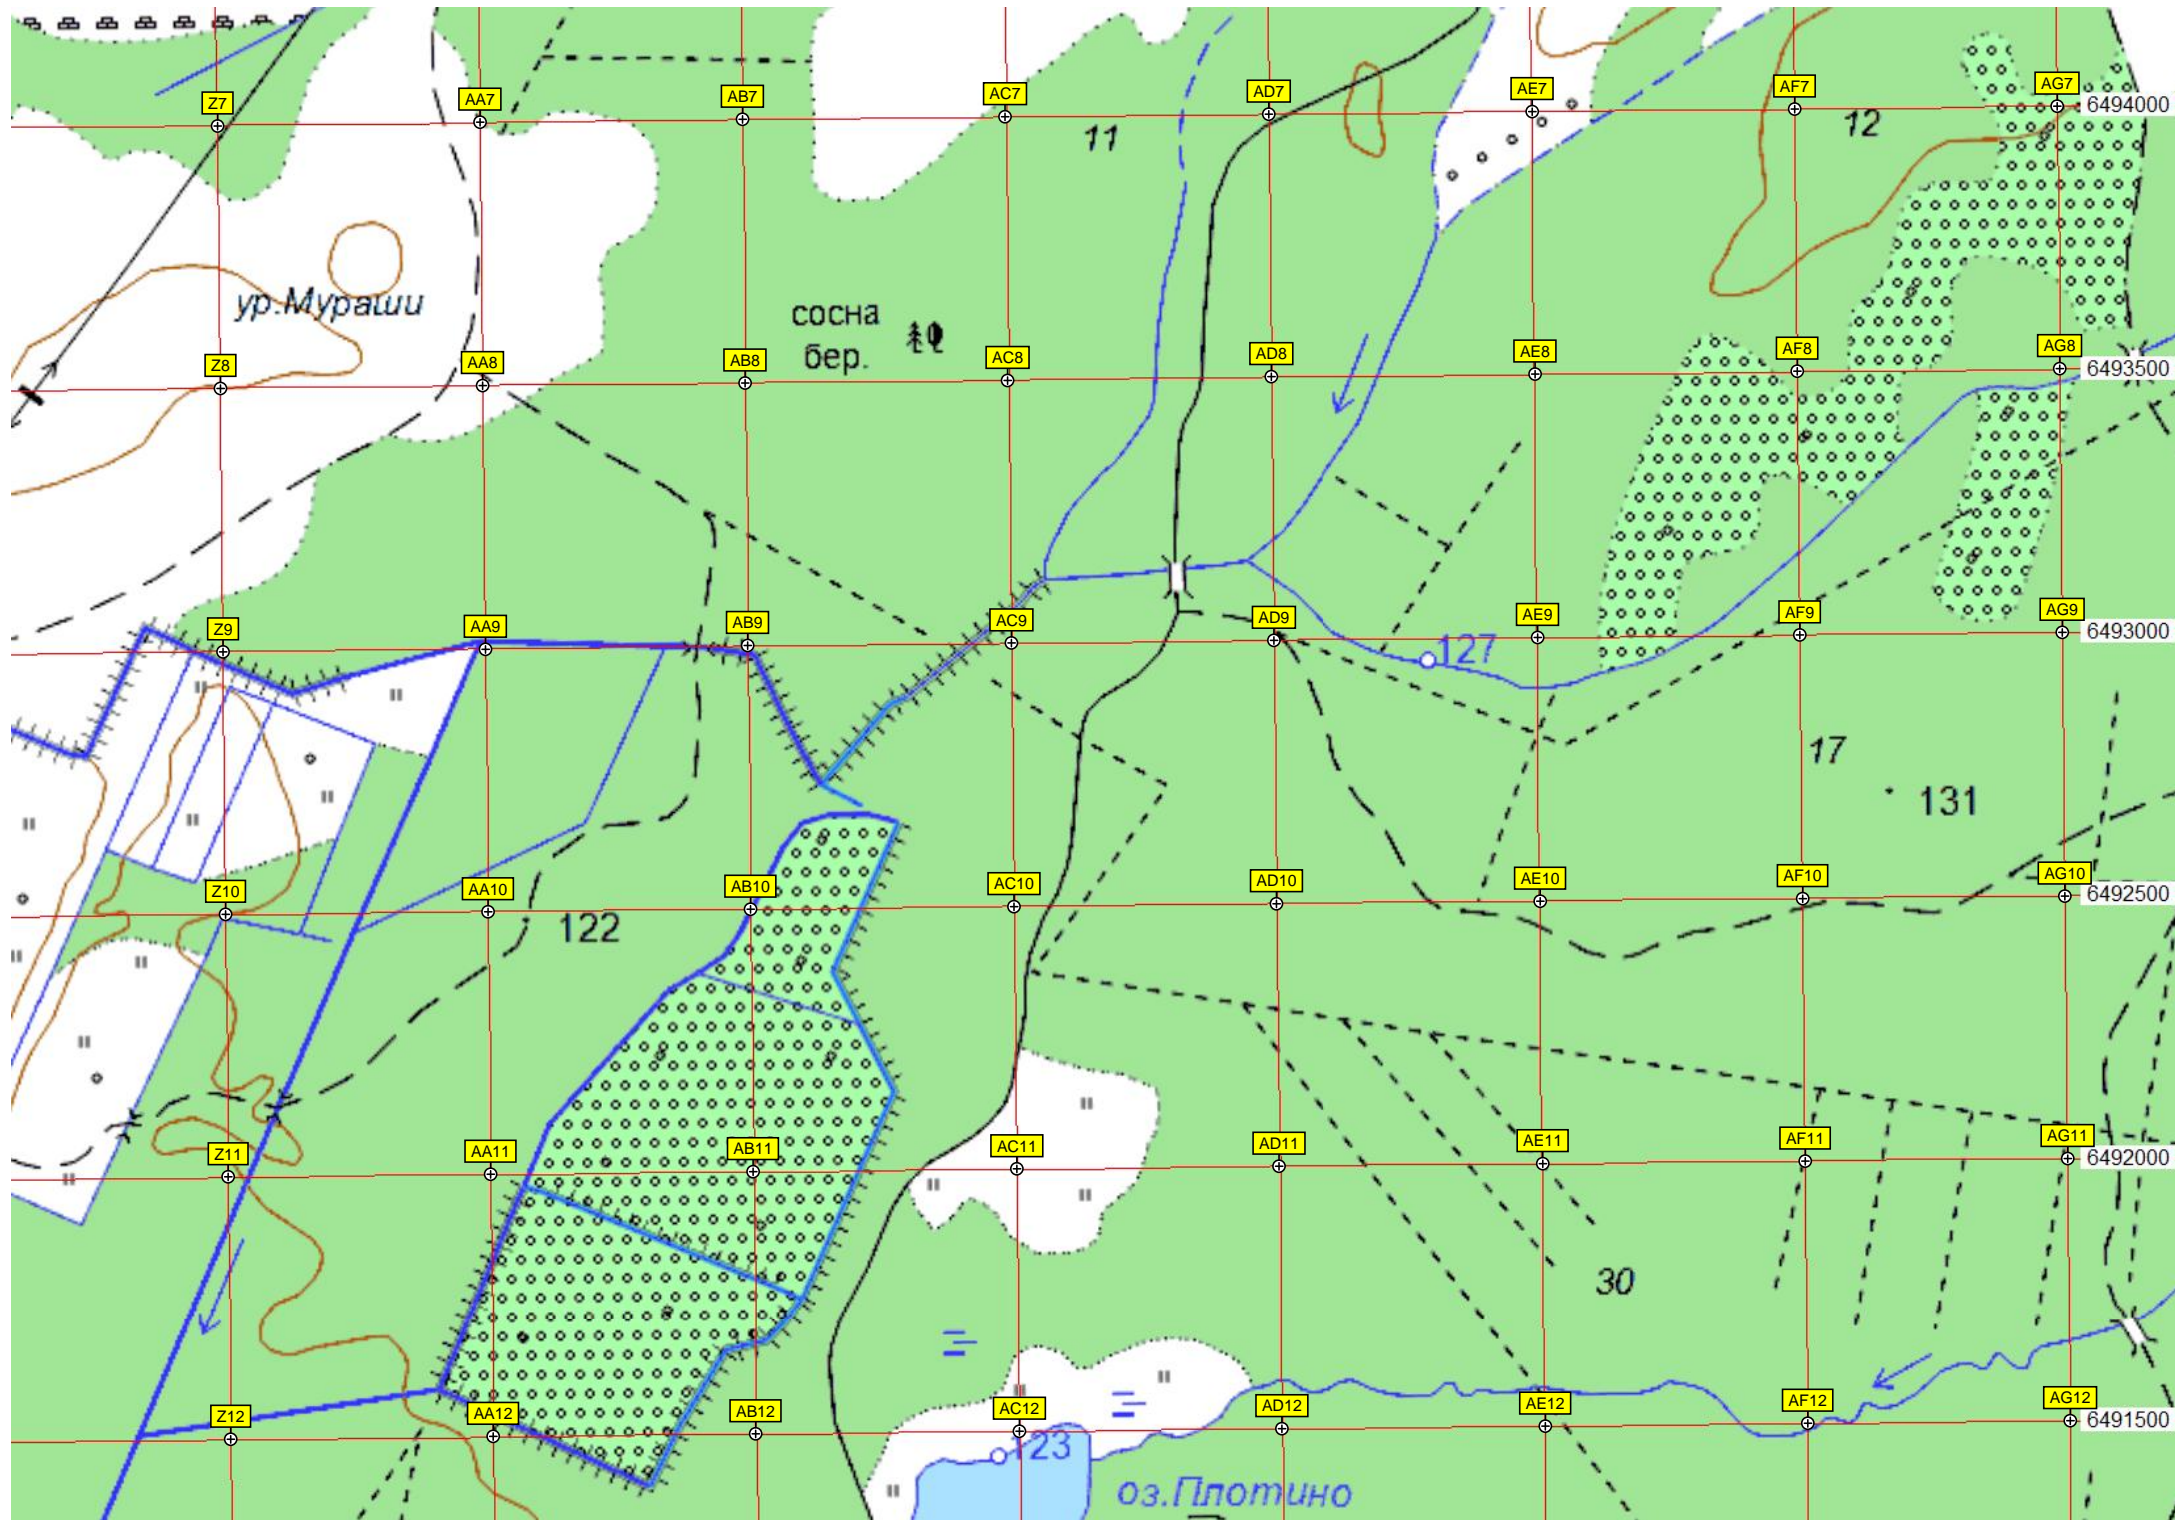 Z7 AA7 AB7 AC7 AD7 AE7 AF7 AG7 6494000
11
12
ур.Мураши
сосна
бер.
Z8 AA8 AB8 AC8 AD8 AE8 AF8 AG8 6493500
Z9 AA9 AB9 AC9 AD9 AE9 AF9 AG9 6493000
127
17
131
Z10 AA10 AB10 AC10 AD10 AE10 AF10 AG10 6492500
122
Z11 AA11 AB11 AC11 AD11 AE11 AF11 AG11 6492000
30
Z12 AA12 AB12 AC12 AD12 AE12 AF12 AG12 6491500
123
оз.Плотино